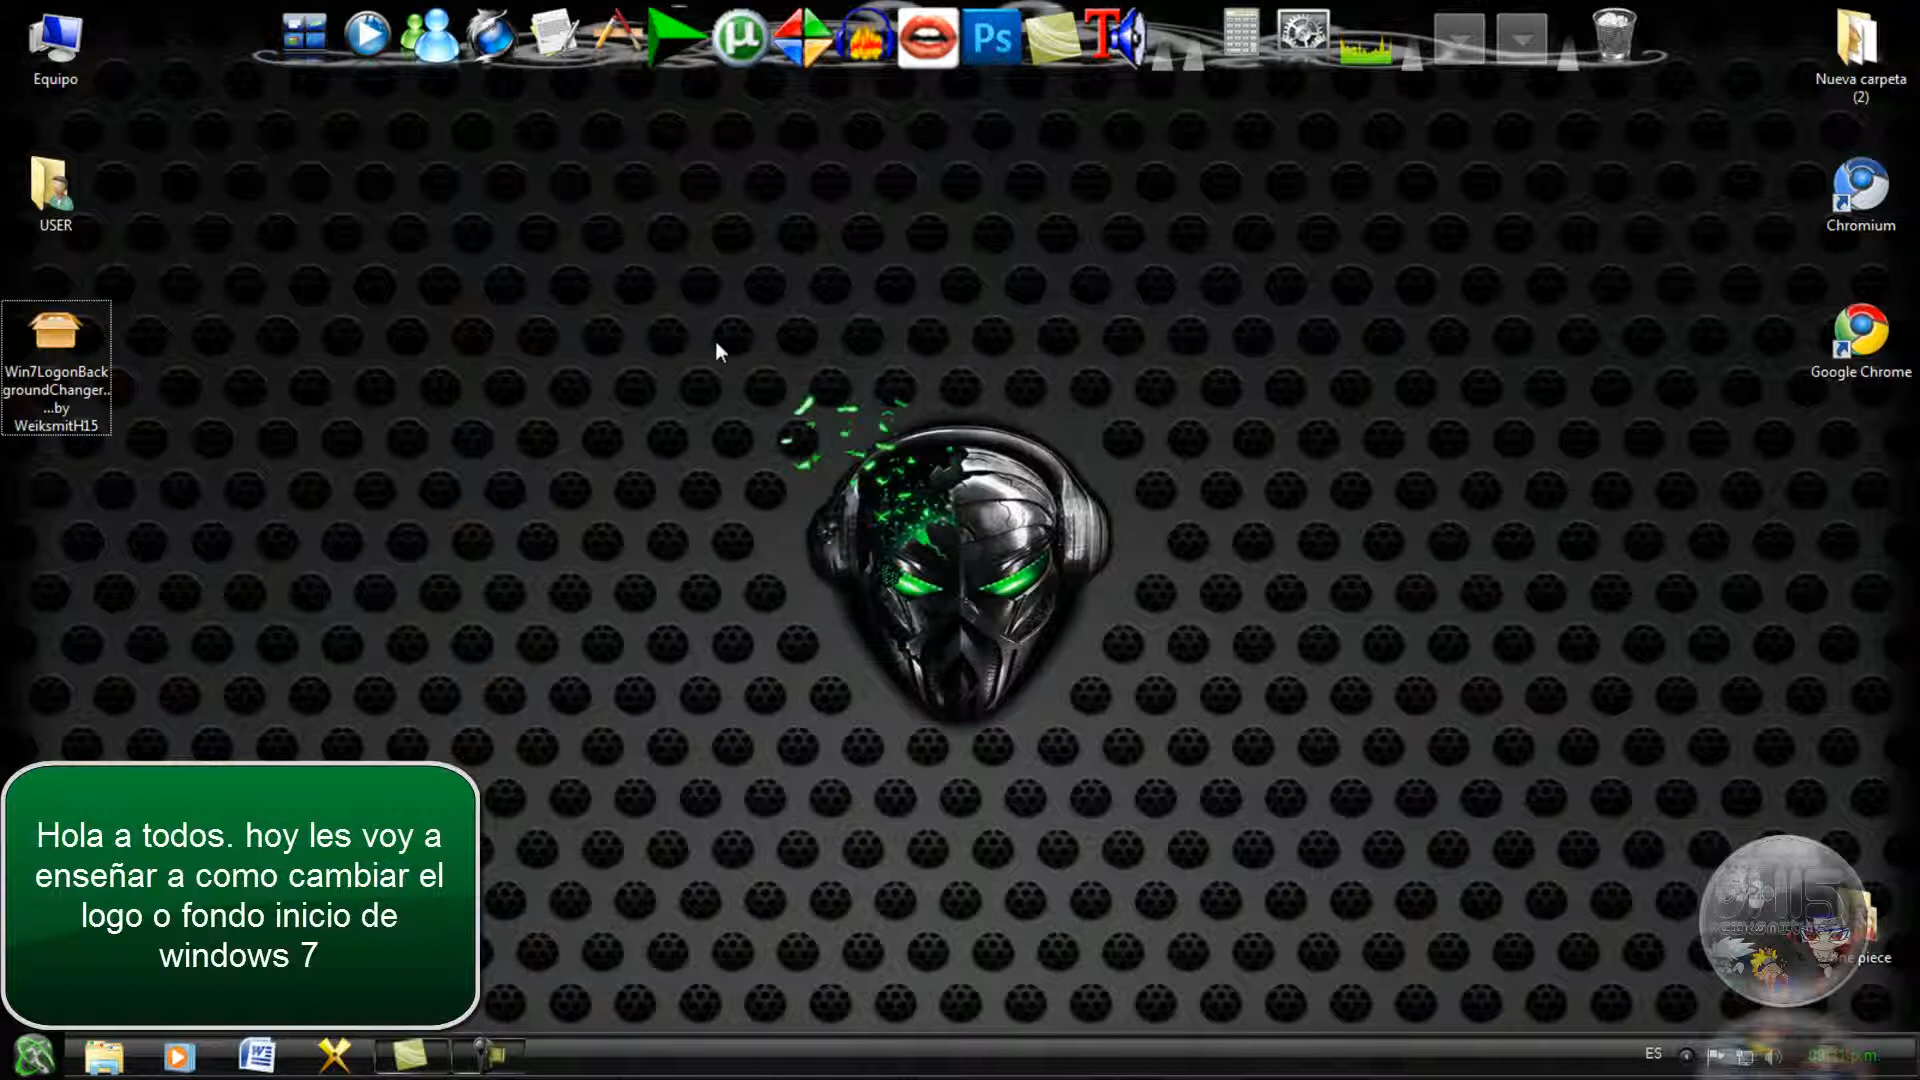 Equipo
USER
Win7LogonBack
groundChanger..
...by
WeiksmitH15
µ
Ps
T
Nueva carpeta
(2)
Chromium
Google Chrome
Hola a todos. hoy les voy a
enseñar a como cambiar el
logo o fondo inicio de
windows 7
piece
ES
p.m.